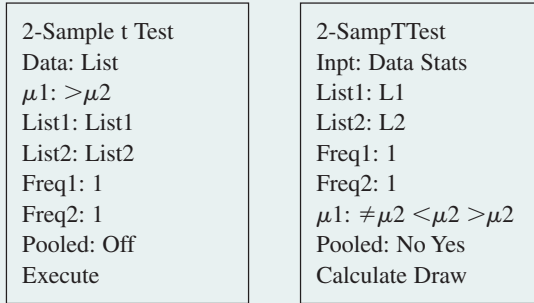 2-Sample t Test
Data: List
μ1: >μ2
List1: List1
List2: List2
Freq1: 1
Freq2: 1
Pooled: Off
Execute
2-SampTTest
Inpt: Data Stats
List1: L1
List2: L2
Freq1: 1
Freq2: 1
μ1: ≠μ2 <μ2 >μ2
Pooled: No Yes
Calculate Draw